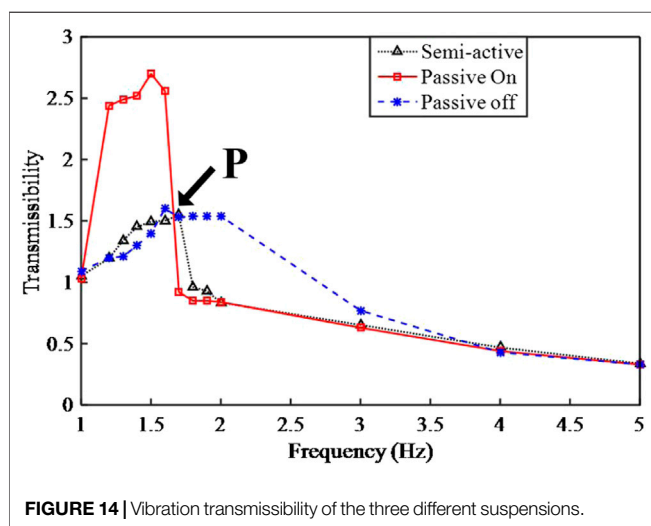 3
2.5
2
1.5
1
0.5
0
Transmissibility
Semi-active
Passive On
Passive off
P
1 1.5 2 2.5 3 3.5 4 4.5 5
Frequency (Hz)
FIGURE 14 | Vibration transmissibility of the three different suspensions.